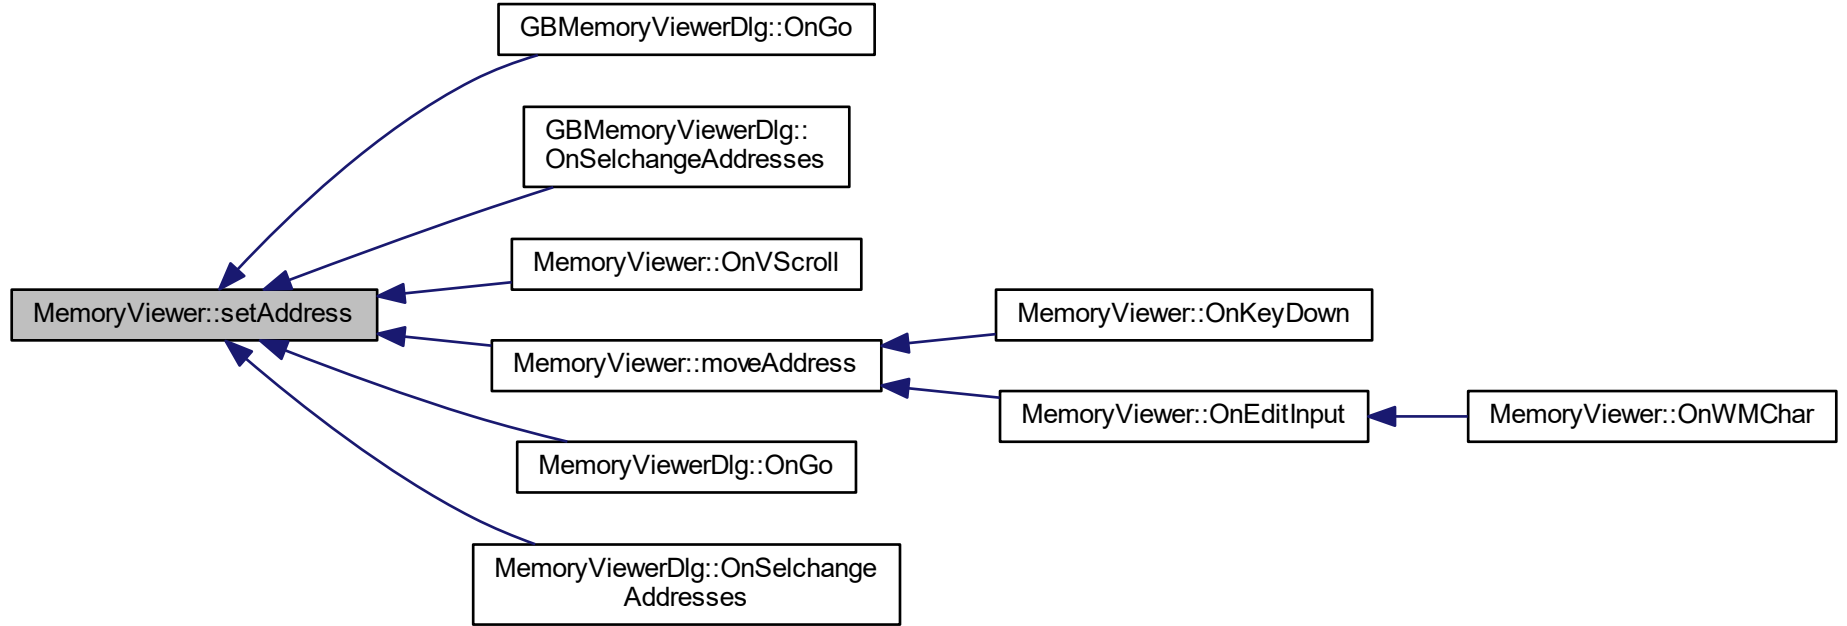 GBMemoryViewerDlg::OnGo
GBMemoryViewerDlg::
OnSelchangeAddresses
MemoryViewer::OnVScroll
MemoryViewer::setAddress
MemoryViewer::OnKeyDown
MemoryViewer::moveAddress
MemoryViewer::OnEditInput
MemoryViewer::OnWMChar
MemoryViewerDlg::OnGo
MemoryViewerDlg::OnSelchange
Addresses